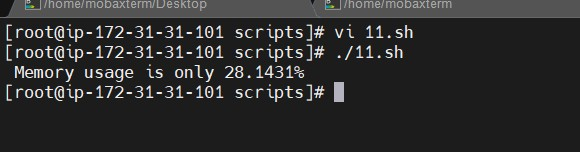 /home/mobaxterm/Desktop
/home/mobaxterm
[root@ip-172-31-31-101 scripts]# vi 11.sh
[root@ip-172-31-31-101 scripts]# ./11.sh
 Memory usage is only 28.1431%
[root@ip-172-31-31-101 scripts]#